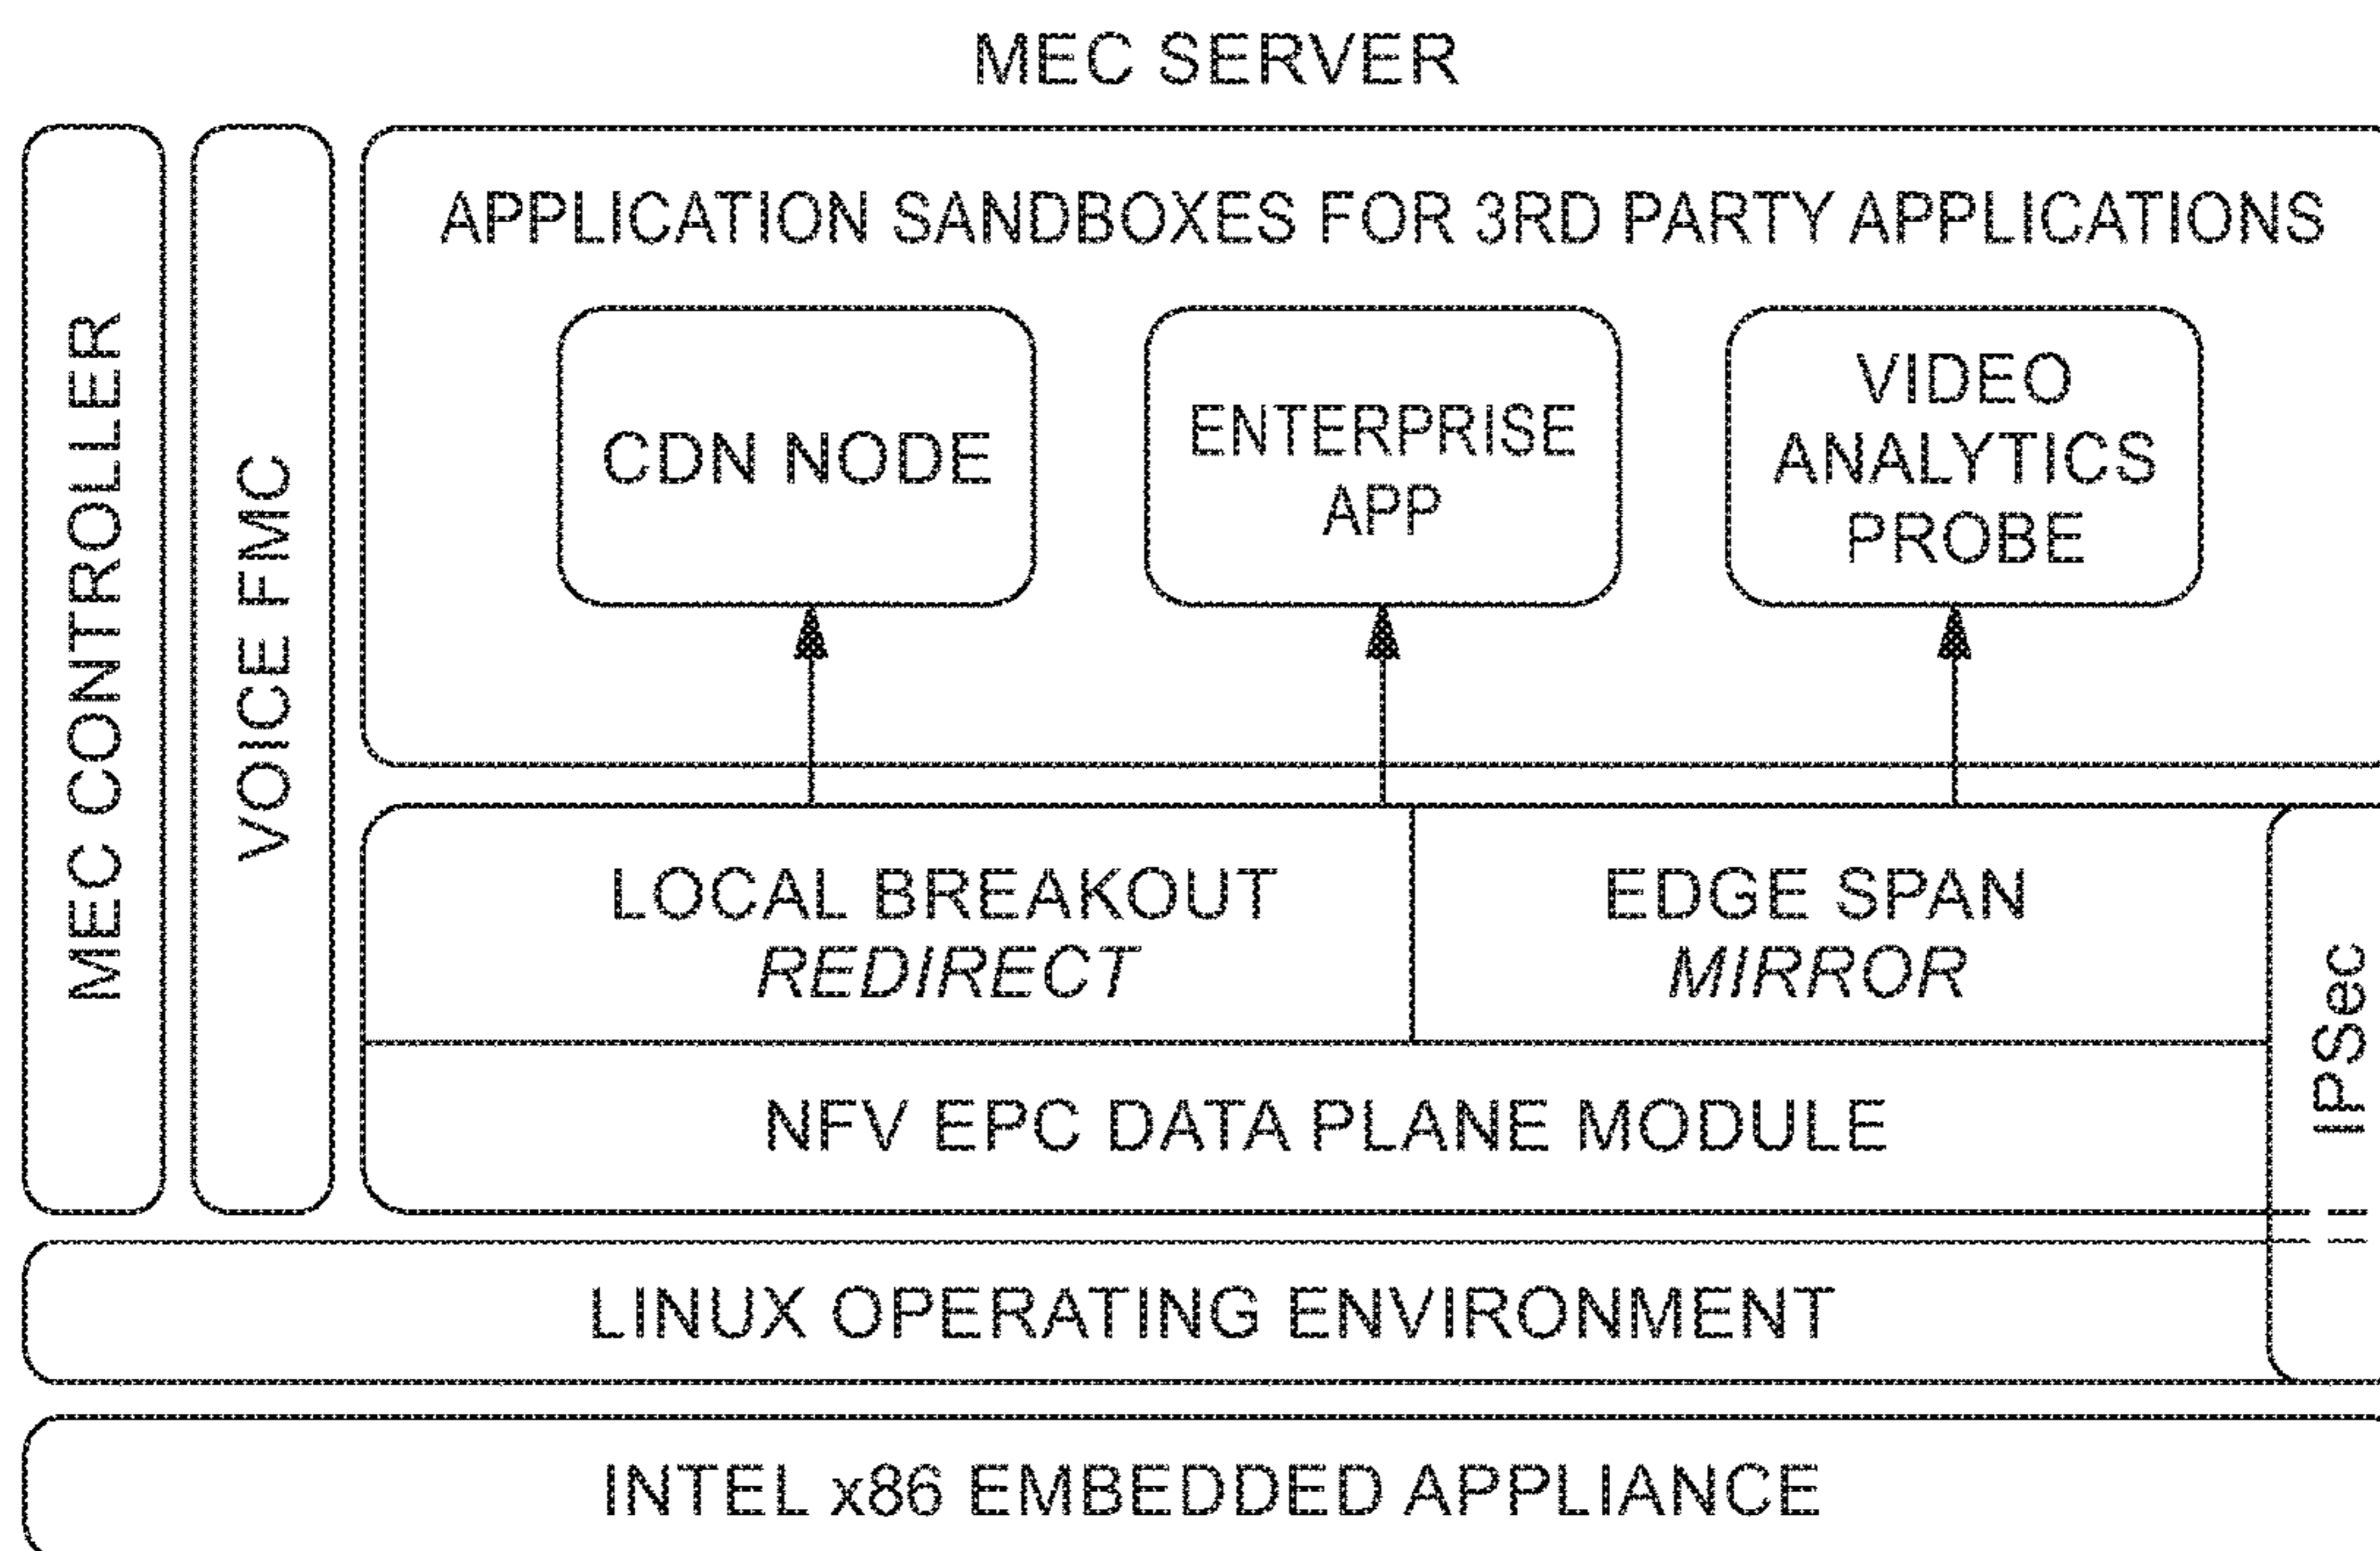 MEC SERVER
MEC CONTROLLER
VOICE FMC
APPLICATION SANDBOXES FOR 3RD PARTY APPLICATIONS
CDN NODE
ENTERPRISE
APP
VIDEO
ANALYTICS
PROBE
LOCAL BREAKOUT
REDIRECT
EDGE SPAN
MIRROR
IPSec
NFV EPC DATA PLANE MODULE
LINUX OPERATING ENVIRONMENT
INTEL x86 EMBEDDED APPLIANCE